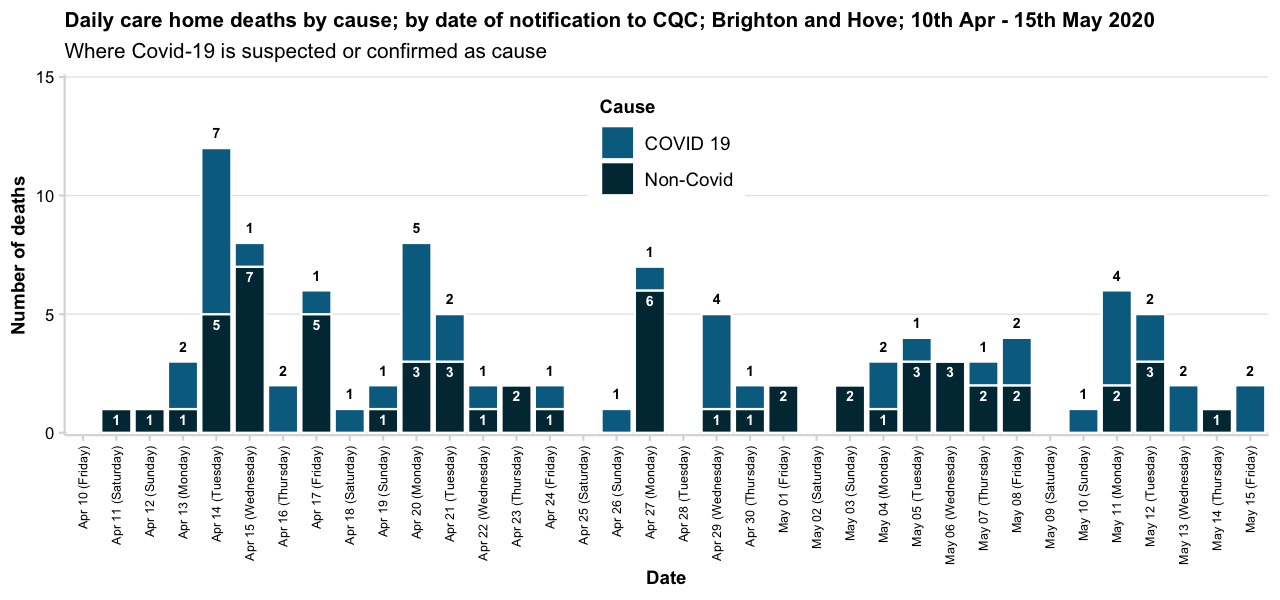 Daily care home deaths by cause; by date of notification to CQC; Brighton and Hove; 10th Apr - 15th May 2020
Where Covid-19 is suspected or confirmed as cause
Cause
COVID 19
Non-Covid
Number of deaths
15
10
5
0
1
1
2
1
7
5
1
7
2
1
5
1
1
1
5
3
2
3
1
1
2
1
1
1
1
6
4
1
1
1
2
2
2
1
1
3
3
1
2
2
2
1
4
2
2
3
2
1
2
Apr 10 (Friday)
Apr 11 (Saturday)
Apr 12 (Sunday)
Apr 13 (Monday)
Apr 14 (Tuesday)
Apr 15 (Wednesday)
Apr 16 (Thursday)
Apr 17 (Friday)
Apr 18 (Saturday)
Apr 19 (Sunday)
Apr 20 (Monday)
Apr 21 (Tuesday)
Apr 22 (Wednesday)
Apr 23 (Thursday)
Apr 24 (Friday)
Apr 25 (Saturday)
Apr 26 (Sunday)
Apr 27 (Monday)
Apr 28 (Tuesday)
Apr 29 (Wednesday)
Apr 30 (Thursday)
May 01 (Friday)
May 02 (Saturday)
May 03 (Sunday)
May 04 (Monday)
May 05 (Tuesday)
May 06 (Wednesday)
May 07 (Thursday)
May 08 (Friday)
May 09 (Saturday)
May 10 (Sunday)
May 11 (Monday)
May 12 (Tuesday)
May 13 (Wednesday)
May 14 (Thursday)
May 15 (Friday)
Date